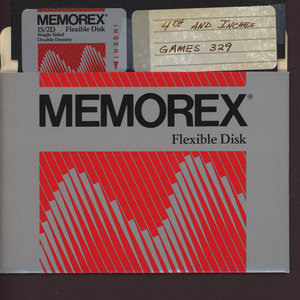 MEMOREX®
1S/2D Flexible Disk
Single Sided
Double Density
INSERT
4TH AND INCHES
GAMES 329
MEMOREX®
Flexible Disk